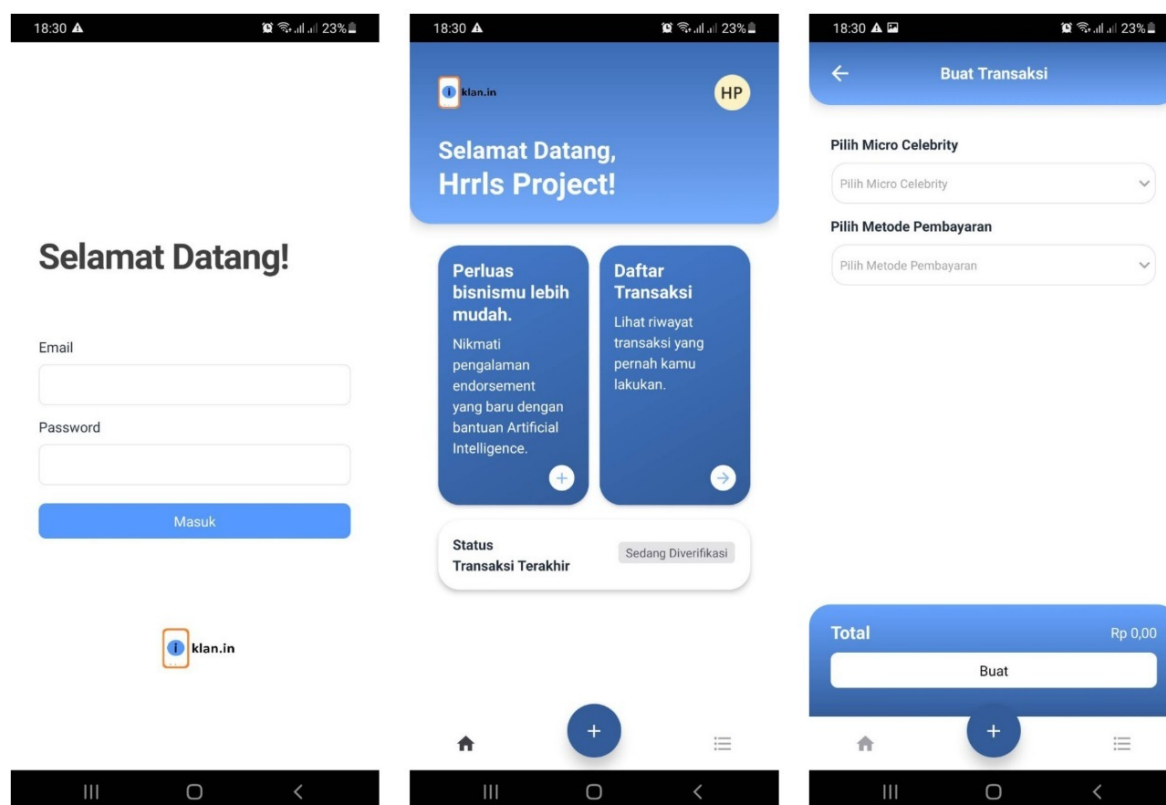 18:30
23%
Selamat Datang!
Email
Password
Masuk
i klan.in
18:30
23%
i klan.in
HP
Selamat Datang,
Hrrls Project!
Perluas
bisnismu lebih
mudah.
Nikmati
pengalaman
endorsement
yang baru dengan
bantuan Artificial
Intelligence.
Daftar
Transaksi
Lihat riwayat
transaksi yang
pernah kamu
lakukan.
Status
Transaksi Terakhir
Sedang Diverifikasi
18:30
23%
Buat Transaksi
Pilih Micro Celebrity
Pilih Micro Celebrity
Pilih Metode Pembayaran
Pilih Metode Pembayaran
Total
Rp 0,00
Buat